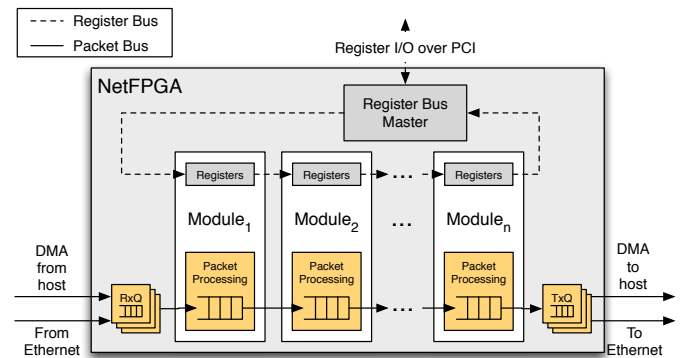 Register Bus
Packet Bus
Register I/O over PCI
NetFPGA
Register Bus
Master
Registers
Registers
...
Registers
Module1
Module2
...
Modulen
DMA
from
host
Packet
Processing
Packet
Processing
Packet
Processing
DMA
to
host
RxQ
...
TxQ
From
Ethernet
To
Ethernet